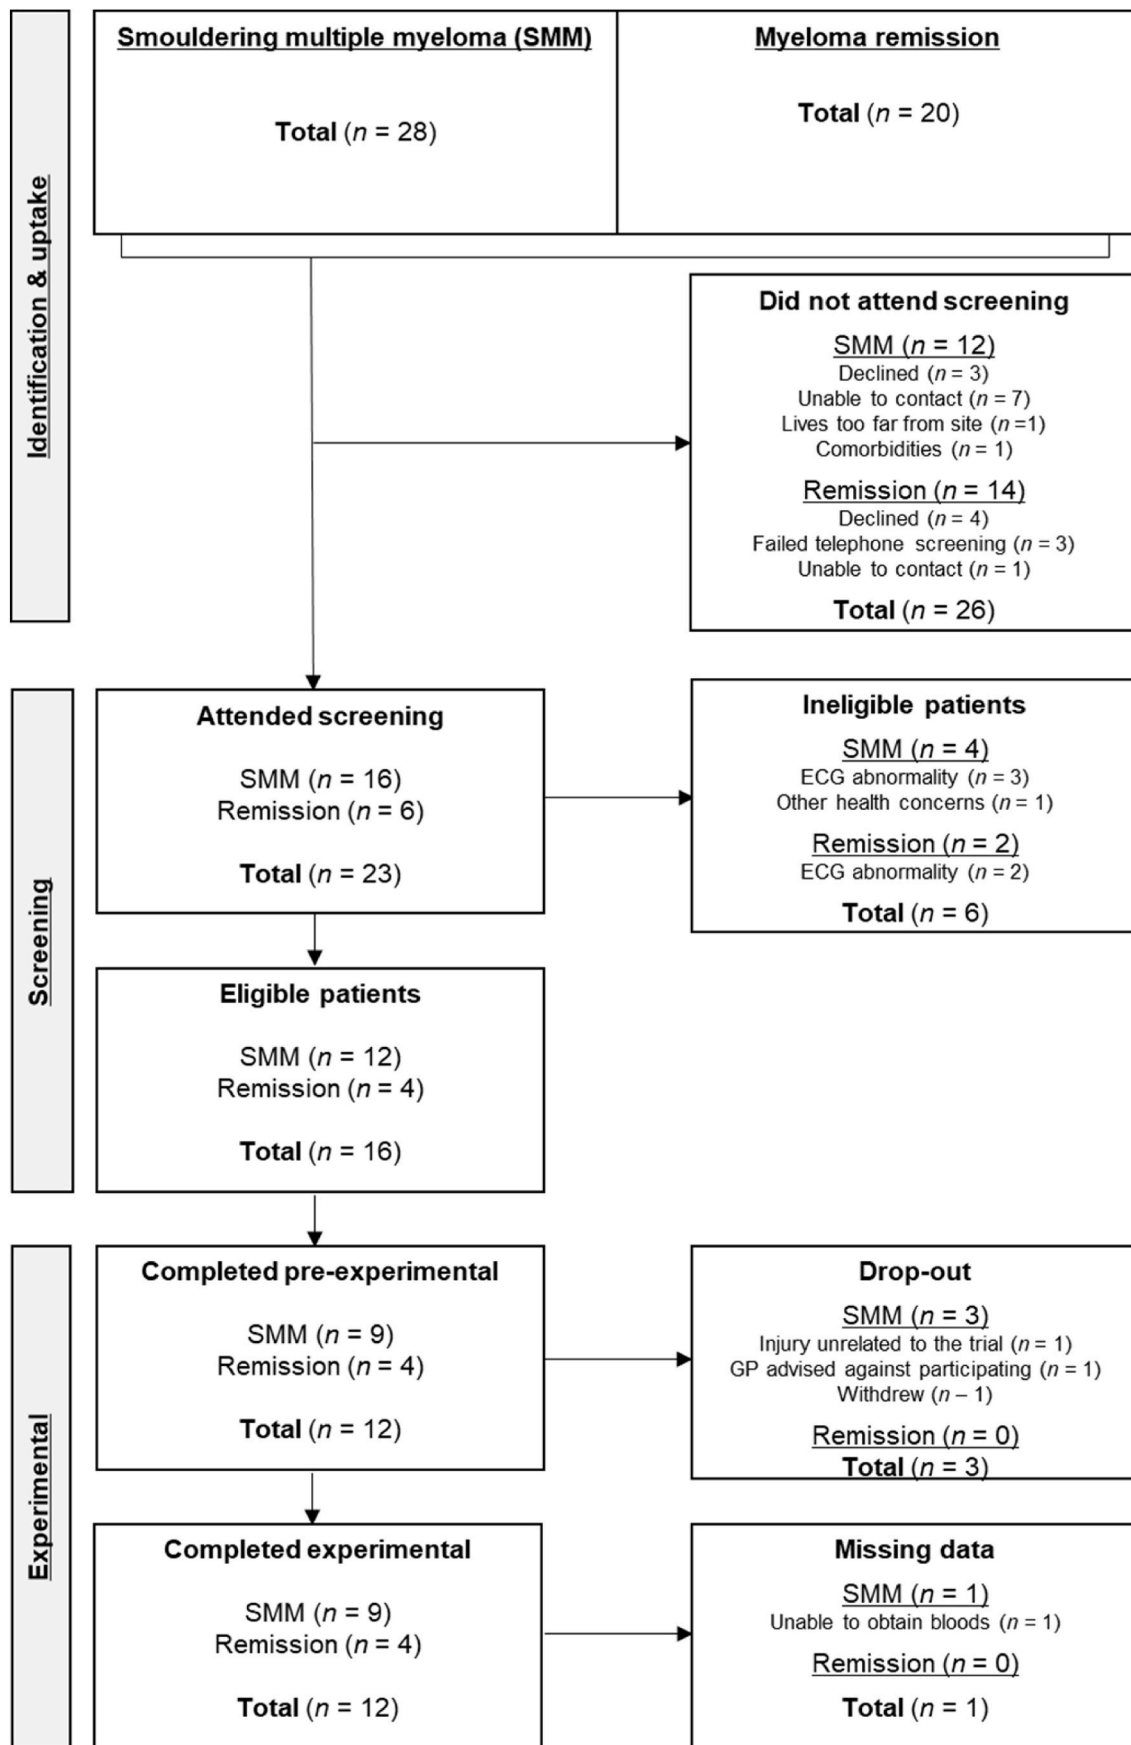 Identification & uptake
Smouldering multiple myeloma (SMM)
Total (n = 28)
Myeloma remission
Total (n = 20)
Did not attend screening
SMM (n = 12)
Declined (n = 3)
Unable to contact (n = 7)
Lives too far from site (n =1)
Comorbidities (n = 1)
Remission (n = 14)
Declined (n = 4)
Failed telephone screening (n = 3)
Unable to contact (n = 1)
Total (n = 26)
Screening
Attended screening
SMM (n = 16)
Remission (n = 6)
Total (n = 23)
Ineligible patients
SMM (n = 4)
ECG abnormality (n = 3)
Other health concerns (n = 1)
Remission (n = 2)
ECG abnormality (n = 2)
Total (n = 6)
Eligible patients
SMM (n = 12)
Remission (n = 4)
Total (n = 16)
Experimental
Completed pre-experimental
SMM (n = 9)
Remission (n = 4)
Total (n = 12)
Drop-out
SMM (n = 3)
Injury unrelated to the trial (n = 1)
GP advised against participating (n = 1)
Withdrew (n – 1)
Remission (n = 0)
Total (n = 3)
Completed experimental
SMM (n = 9)
Remission (n = 4)
Total (n = 12)
Missing data
SMM (n = 1)
Unable to obtain bloods (n = 1)
Remission (n = 0)
Total (n = 1)